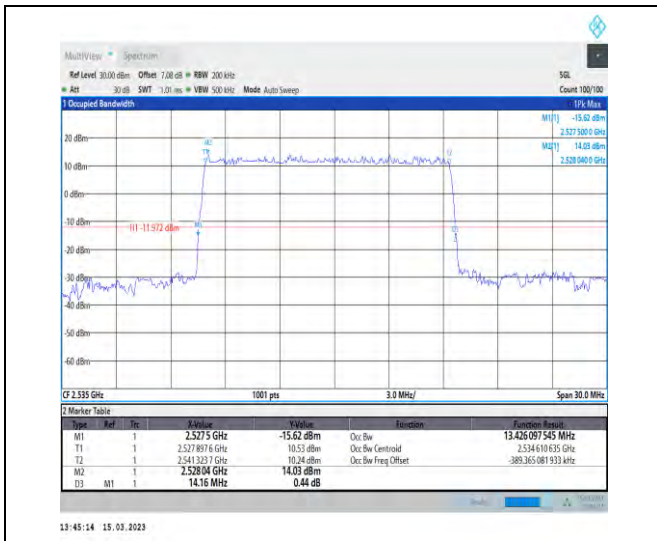 MultiView Spectrum
Ref Level 30.00 dBm Offset 7.08 dB RBW 200 kHz SGL
Att 30 dB SWT 1.01 ms VBW 500 kHz Mode Auto Sweep Count 100/100
1 Occupied Bandwidth 1Pk Max
M1[1] -15.62 dBm
2.527 500 0 GHz
M2[1] 14.03 dBm
2.528 040 0 GHz
20 dBm
M2
T1
T2
10 dBm
0 dBm
-10 dBm
H1 -11.972 dBm
M1
D3
-20 dBm
-30 dBm
-40 dBm
-50 dBm
-60 dBm
CF 2.535 GHz 1001 pts 3.0 MHz/ Span 30.0 MHz
2 Marker Table
Type Ref Trc X-Value Y-Value Function Function Result
M1 1 2.5275 GHz -15.62 dBm Occ Bw 13.426 097 545 MHz
T1 1 2.527 897 6 GHz 10.53 dBm Occ Bw Centroid 2.534 610 635 GHz
T2 1 2.541 323 7 GHz 10.24 dBm Occ Bw Freq Offset -389.365 081 933 kHz
M2 1 2.528 04 GHz 14.03 dBm
D3 M1 1 14.16 MHz 0.44 dB
13:45:14 15.03.2023